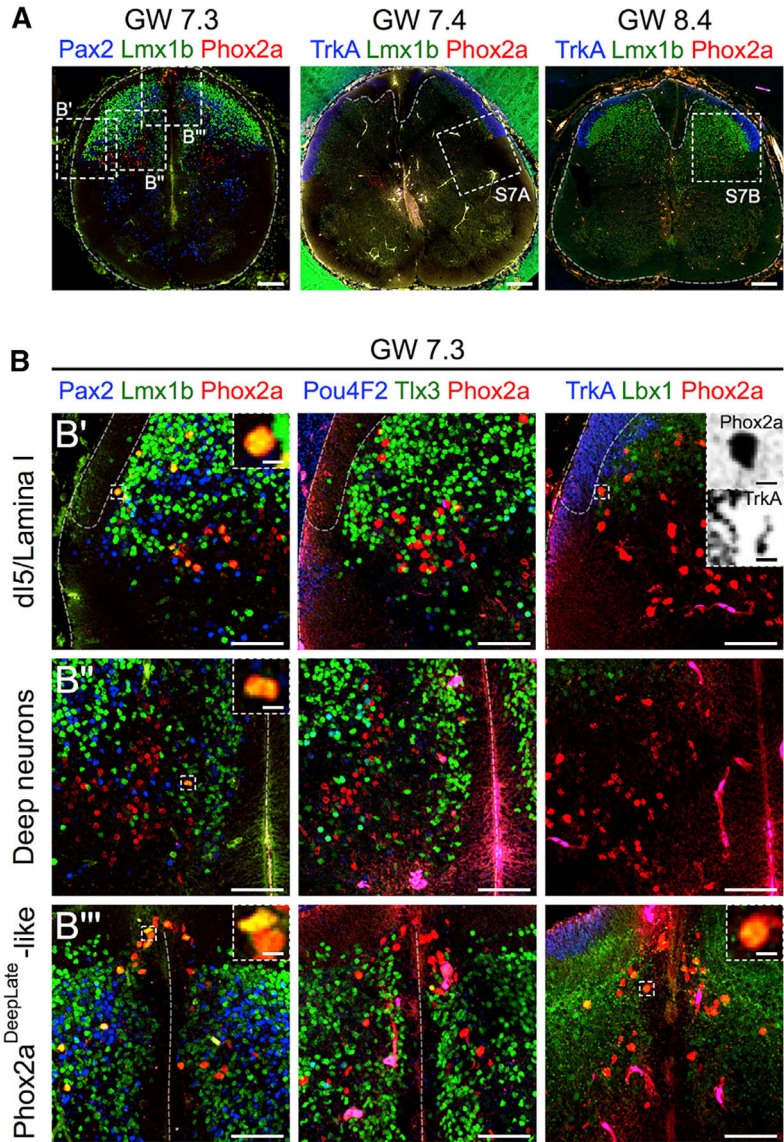 A
GW 7.3
GW 7.4
GW 8.4
Pax2 Lmx1b Phox2a
TrkA Lmx1b Phox2a
TrkA Lmx1b Phox2a
B'
B'''
B''
S7A
S7B
B
GW 7.3
Pax2 Lmx1b Phox2a
Pou4F2 Tlx3 Phox2a
TrkA Lbx1 Phox2a
dI5/Lamina I
B'
Phox2a
TrkA
Deep neurons
B''
Phox2a^DeepLate-like
B'''